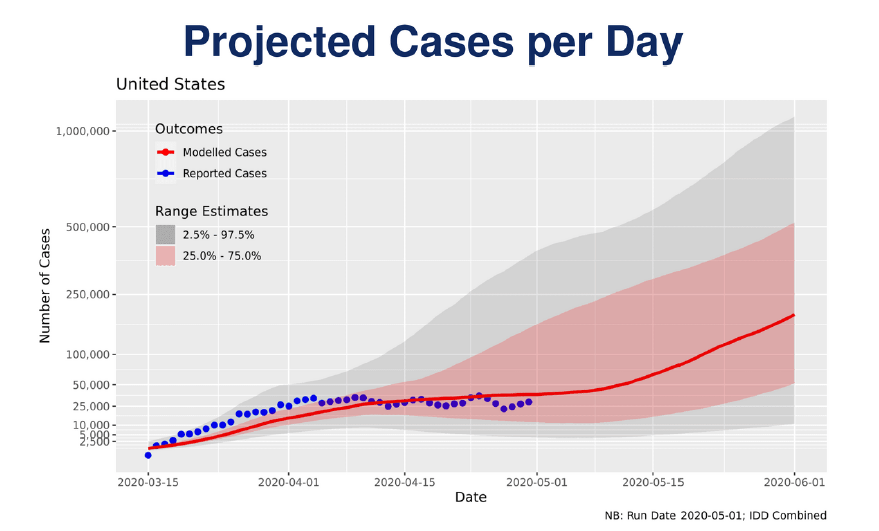 Projected Cases per Day
United States
Outcomes
Modelled Cases
Reported Cases
Range Estimates
2.5% - 97.5%
25.0% - 75.0%
Number of Cases
1,000,000
500,000
250,000
100,000
50,000
25,000
10,000
5,000
2,500
2020-03-15
2020-04-01
2020-04-15
2020-05-01
2020-05-15
2020-06-01
Date
NB: Run Date 2020-05-01; IDD Combined